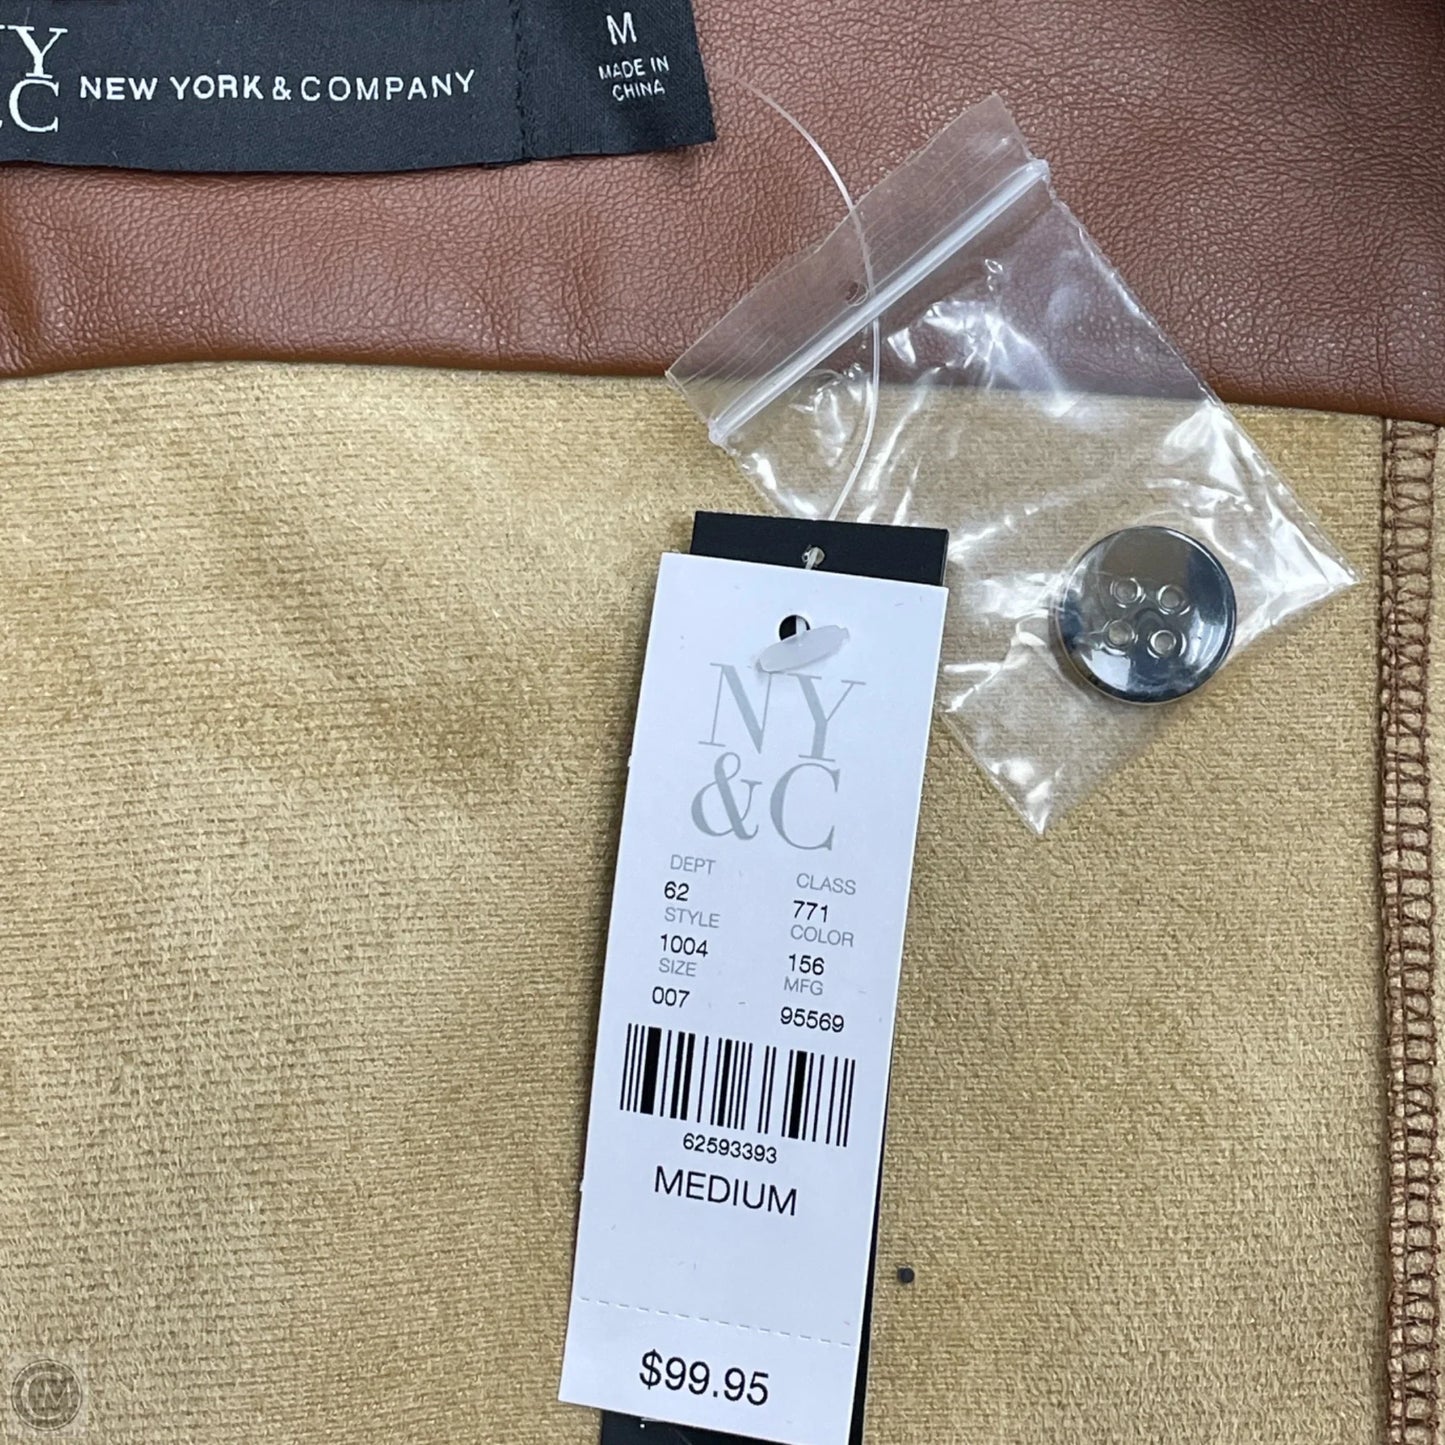 NY
&C NEW YORK & COMPANY
M
MADE IN
CHINA
NY
&C
DEPT CLASS
62 771
STYLE COLOR
1004 156
SIZE MFG
007 95569
62593393
MEDIUM
$99.95